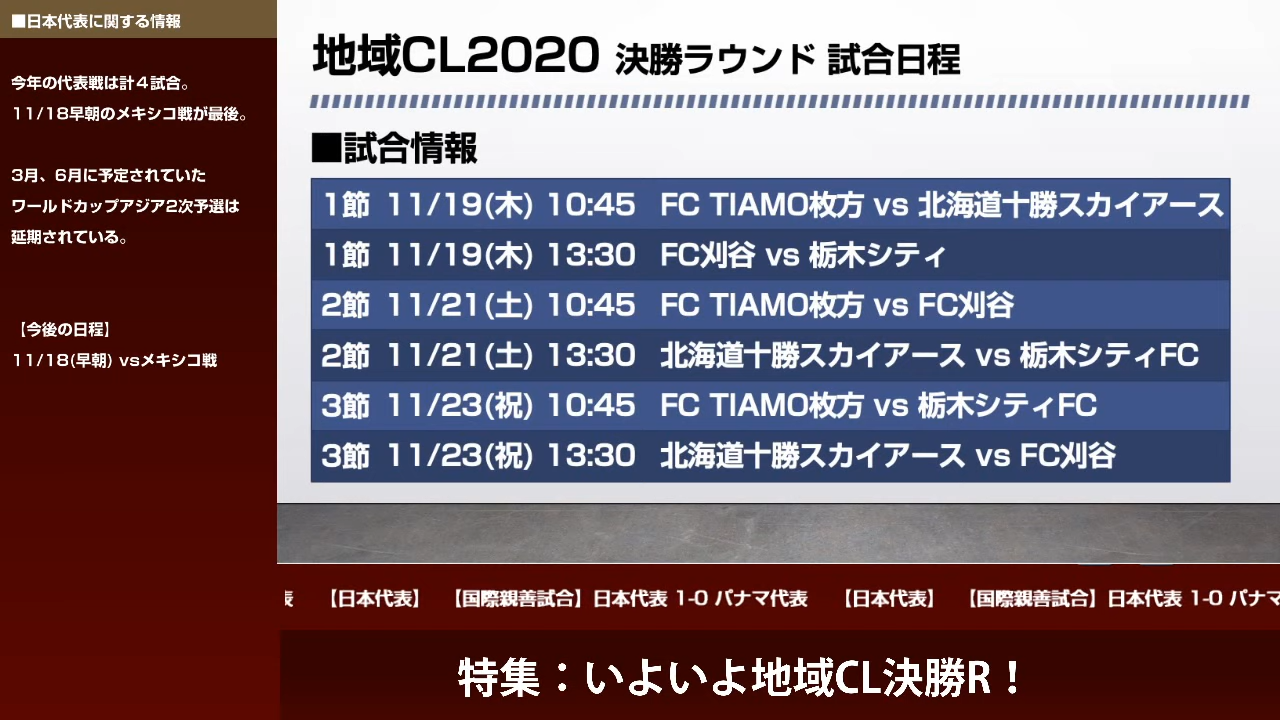 ■日本代表に関する情報
今年の代表戦は計４試合。
11/18早朝のメキシコ戦が最後。
3月、6月に予定されていた
ワールドカップアジア2次予選は
延期されている。
【今後の日程】
11/18(早朝) vsメキシコ戦
地域CL2020 決勝ラウンド 試合日程
■試合情報
1節 11/19(木) 10:45 FC TIAMO枚方 vs 北海道十勝スカイアース
1節 11/19(木) 13:30 FC刈谷 vs 栃木シティ
2節 11/21(土) 10:45 FC TIAMO枚方 vs FC刈谷
2節 11/21(土) 13:30 北海道十勝スカイアース vs 栃木シティFC
3節 11/23(祝) 10:45 FC TIAMO枚方 vs 栃木シティFC
3節 11/23(祝) 13:30 北海道十勝スカイアース vs FC刈谷
表 【日本代表】 【国際親善試合】日本代表 1-0 パナマ代表 【日本代表】 【国際親善試合】日本代表 1-0 パナマ
特集：いよいよ地域CL決勝R！